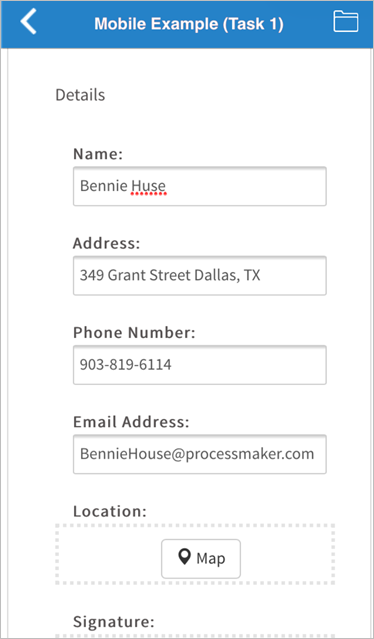 Mobile Example (Task 1)
Details
Name:
Bennie Huse
Address:
349 Grant Street Dallas, TX
Phone Number:
903-819-6114
Email Address:
BennieHouse@processmaker.com
Location:
Map
Signature: